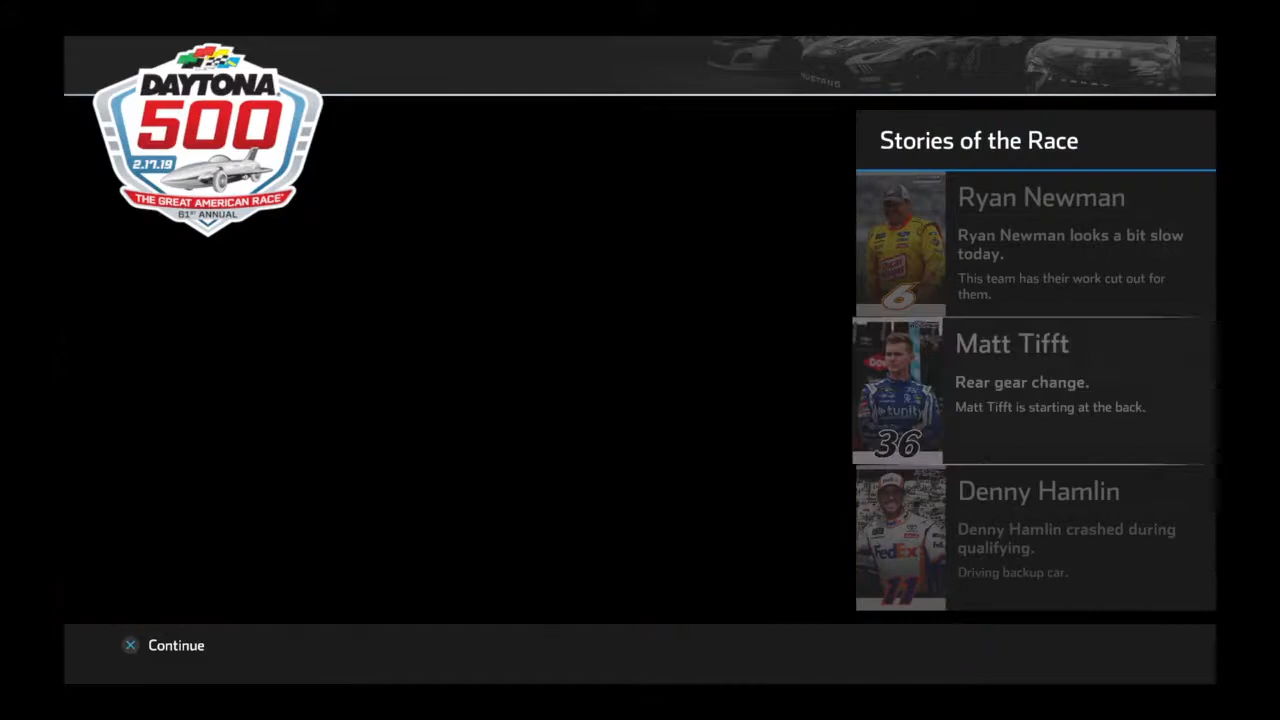 DAYTONA
500
2.17.19
THE GREAT AMERICAN RACE
61ST ANNUAL
MUSTANG
Stories of the Race
Ryan Newman
Ryan Newman looks a bit slow
today.
This team has their work cut out for
them.
6
Matt Tifft
Rear gear change.
Matt Tifft is starting at the back.
tunity
36
Denny Hamlin
Denny Hamlin crashed during
qualifying.
Driving backup car.
FedEx
11
Continue